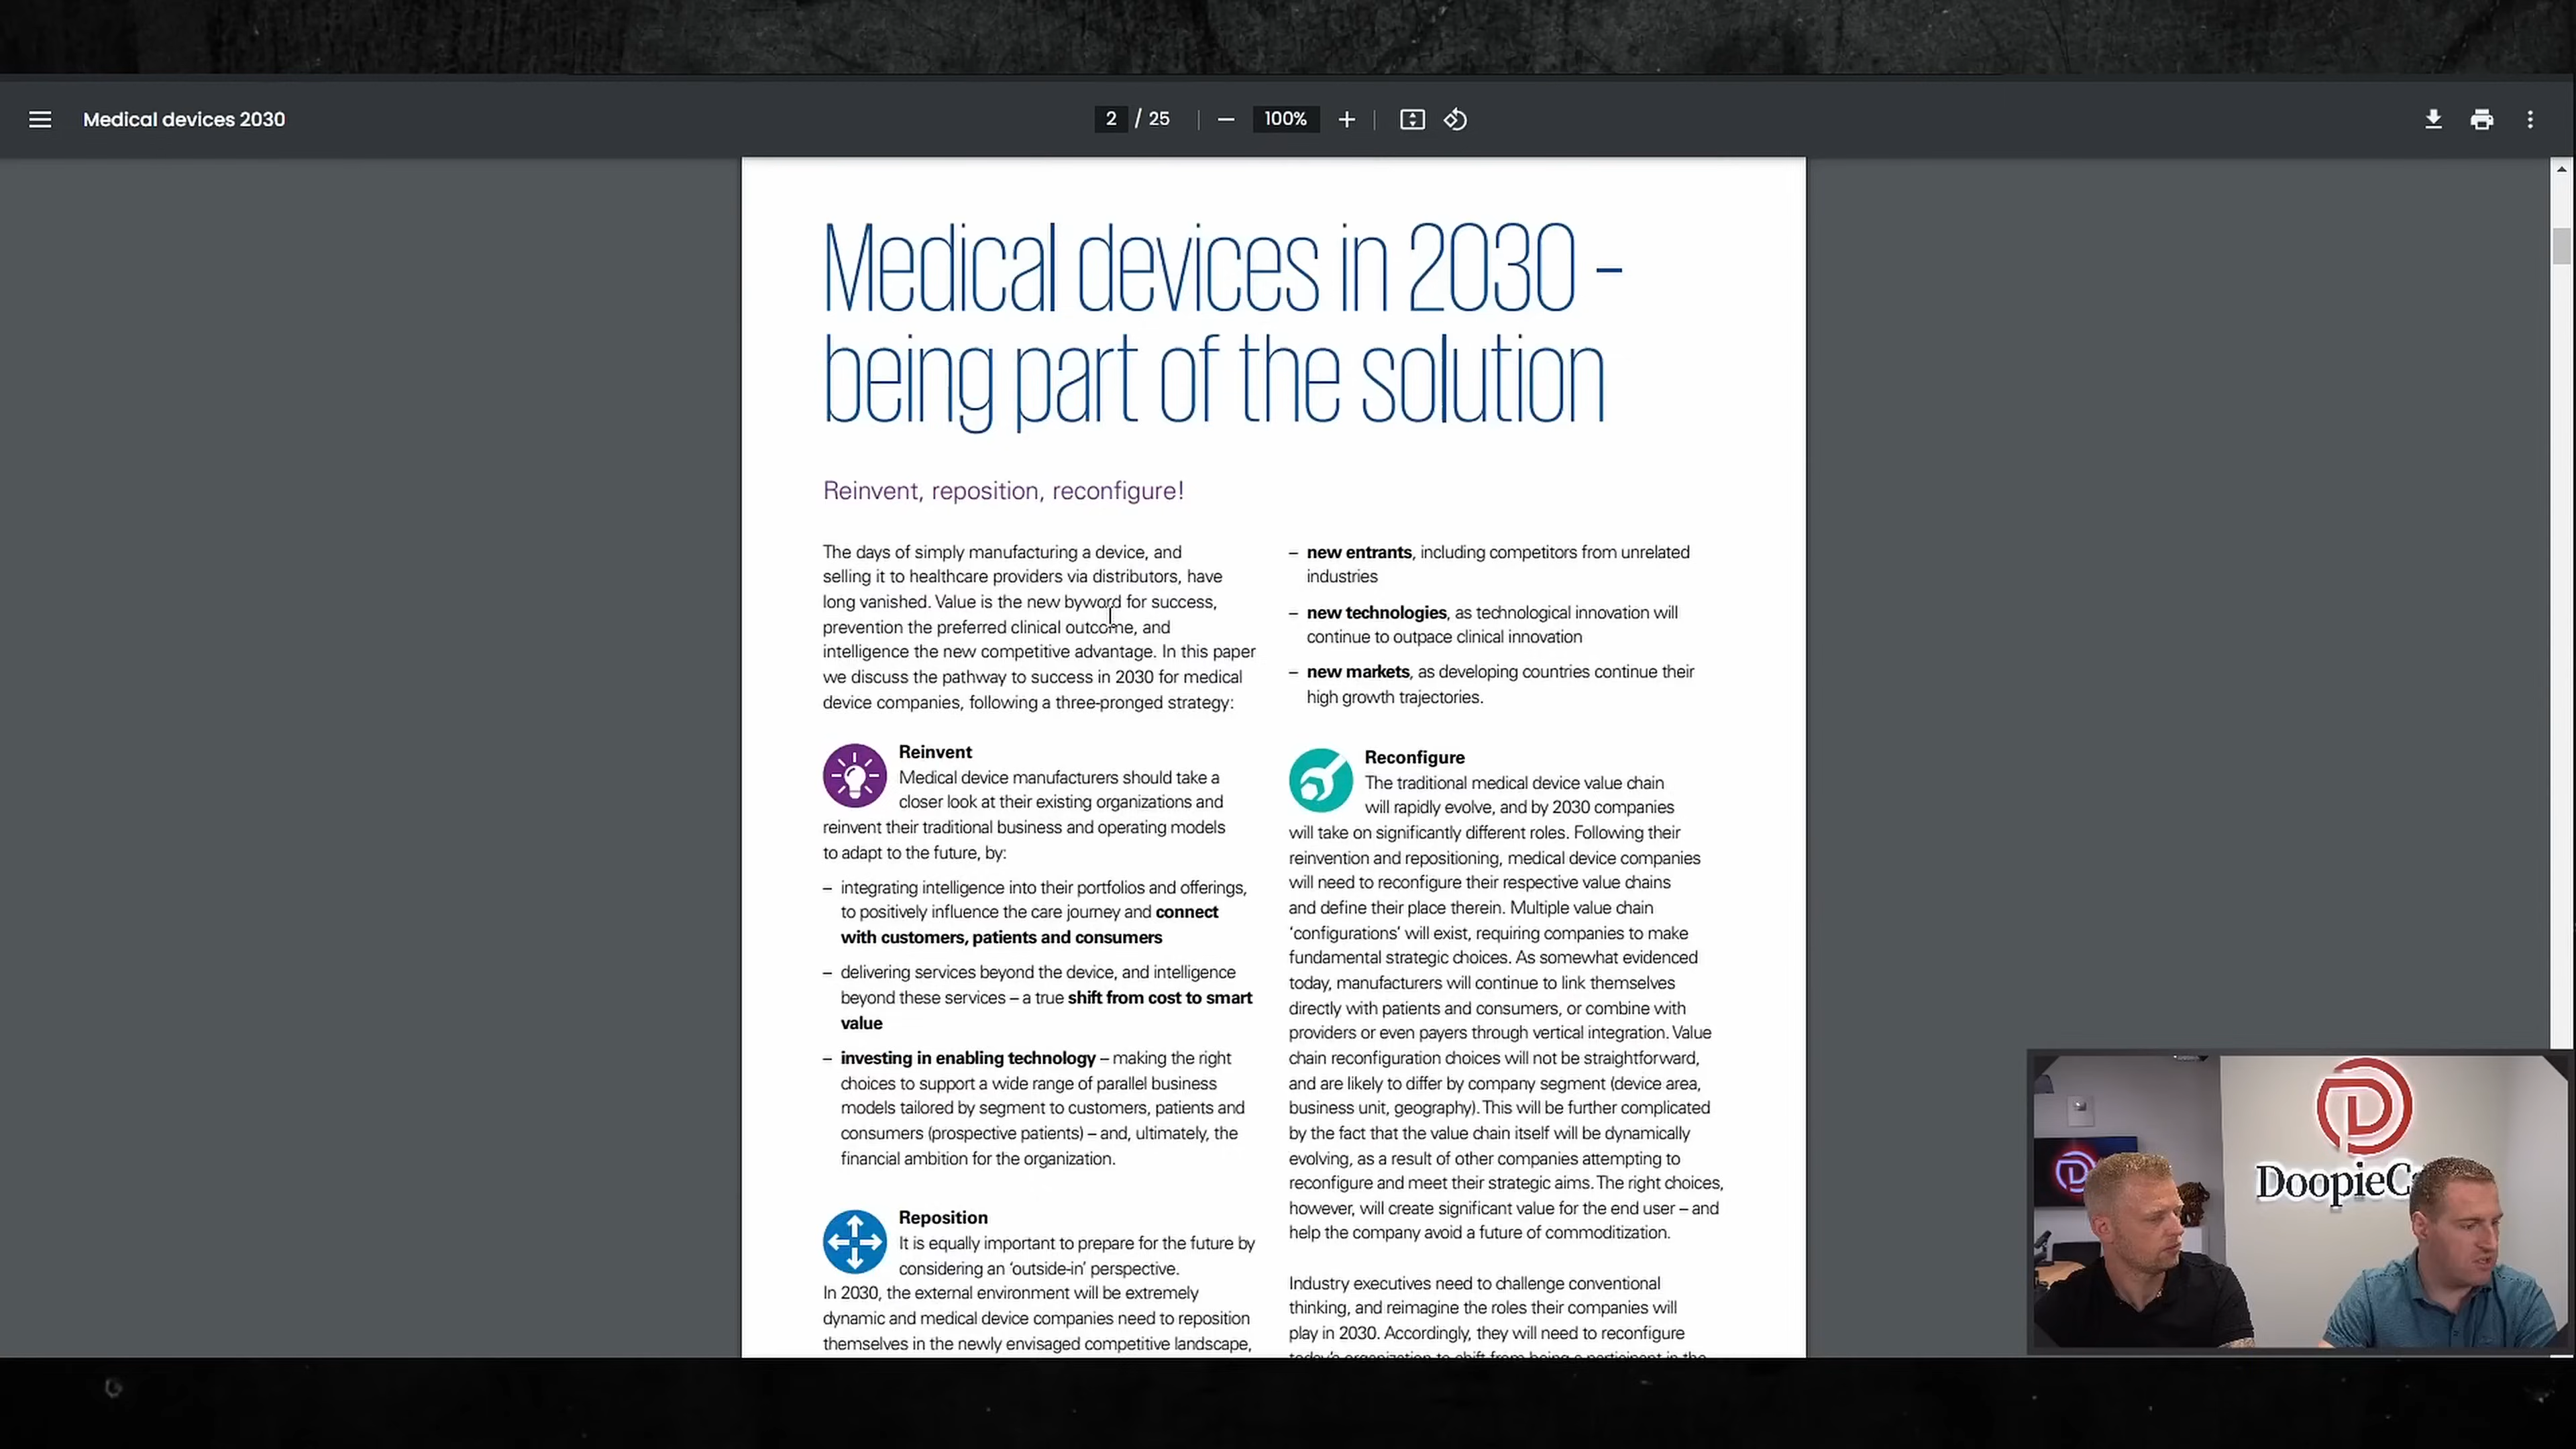 Medical devices 2030
2 / 25
100%
Medical devices in 2030 –
being part of the solution
Reinvent, reposition, reconfigure!
The days of simply manufacturing a device, and
selling it to healthcare providers via distributors, have
long vanished. Value is the new byword for success,
prevention the preferred clinical outcome, and
intelligence the new competitive advantage. In this paper
we discuss the pathway to success in 2030 for medical
device companies, following a three-pronged strategy:
Reinvent
Medical device manufacturers should take a
closer look at their existing organizations and
reinvent their traditional business and operating models
to adapt to the future, by:
– integrating intelligence into their portfolios and offerings,
to positively influence the care journey and connect
with customers, patients and consumers
– delivering services beyond the device, and intelligence
beyond these services – a true shift from cost to smart
value
– investing in enabling technology – making the right
choices to support a wide range of parallel business
models tailored by segment to customers, patients and
consumers (prospective patients) – and, ultimately, the
financial ambition for the organization.
Reposition
It is equally important to prepare for the future by
considering an ‘outside-in’ perspective.
In 2030, the external environment will be extremely
dynamic and medical device companies need to reposition
themselves in the newly envisaged competitive landscape,
– new entrants, including competitors from unrelated
industries
– new technologies, as technological innovation will
continue to outpace clinical innovation
– new markets, as developing countries continue their
high growth trajectories.
Reconfigure
The traditional medical device value chain
will rapidly evolve, and by 2030 companies
will take on significantly different roles. Following their
reinvention and repositioning, medical device companies
will need to reconfigure their respective value chains
and define their place therein. Multiple value chain
‘configurations’ will exist, requiring companies to make
fundamental strategic choices. As somewhat evidenced
today, manufacturers will continue to link themselves
directly with patients and consumers, or combine with
providers or even payers through vertical integration. Value
chain reconfiguration choices will not be straightforward,
and are likely to differ by company segment (device area,
business unit, geography). This will be further complicated
by the fact that the value chain itself will be dynamically
evolving, as a result of other companies attempting to
reconfigure and meet their strategic aims. The right choices,
however, will create significant value for the end user – and
help the company avoid a future of commoditization.
Industry executives need to challenge conventional
thinking, and reimagine the roles their companies will
play in 2030. Accordingly, they will need to reconfigure
today's organization to shift from being a participant in the
D
DoopieC